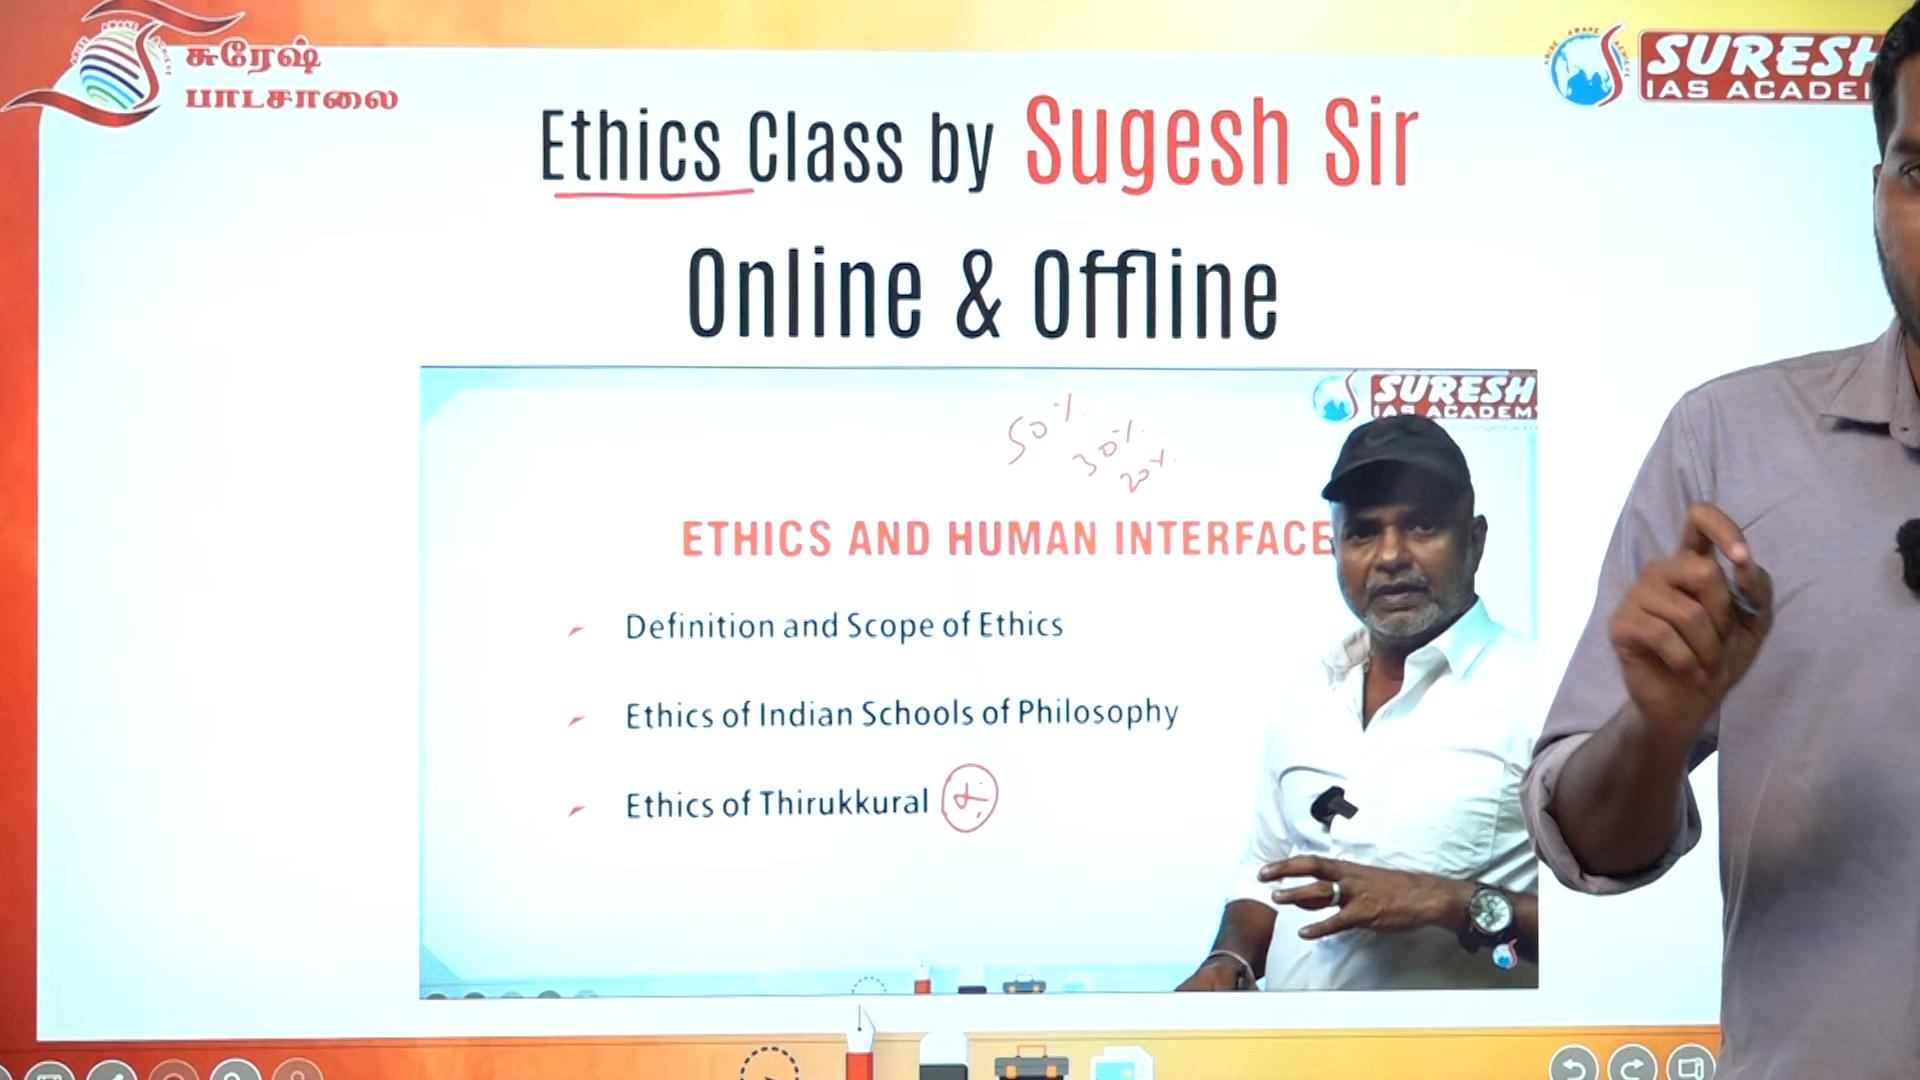 சுரேஷ்
பாடசாலை
SURESH
IAS ACADE
Ethics Class by Sugesh Sir
Online & Offline
SURESH
IAS ACADEM
50%
30%
20%
ETHICS AND HUMAN INTERFACE
Definition and Scope of Ethics
Ethics of Indian Schools of Philosophy
Ethics of Thirukkural